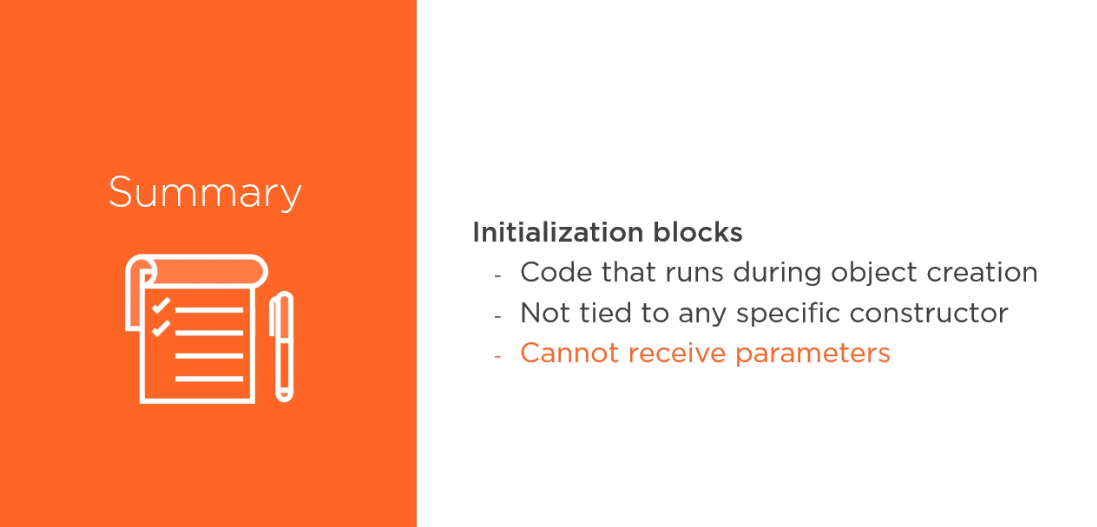 Summary
Initialization blocks
- Code that runs during object creation
- Not tied to any specific constructor
- Cannot receive parameters